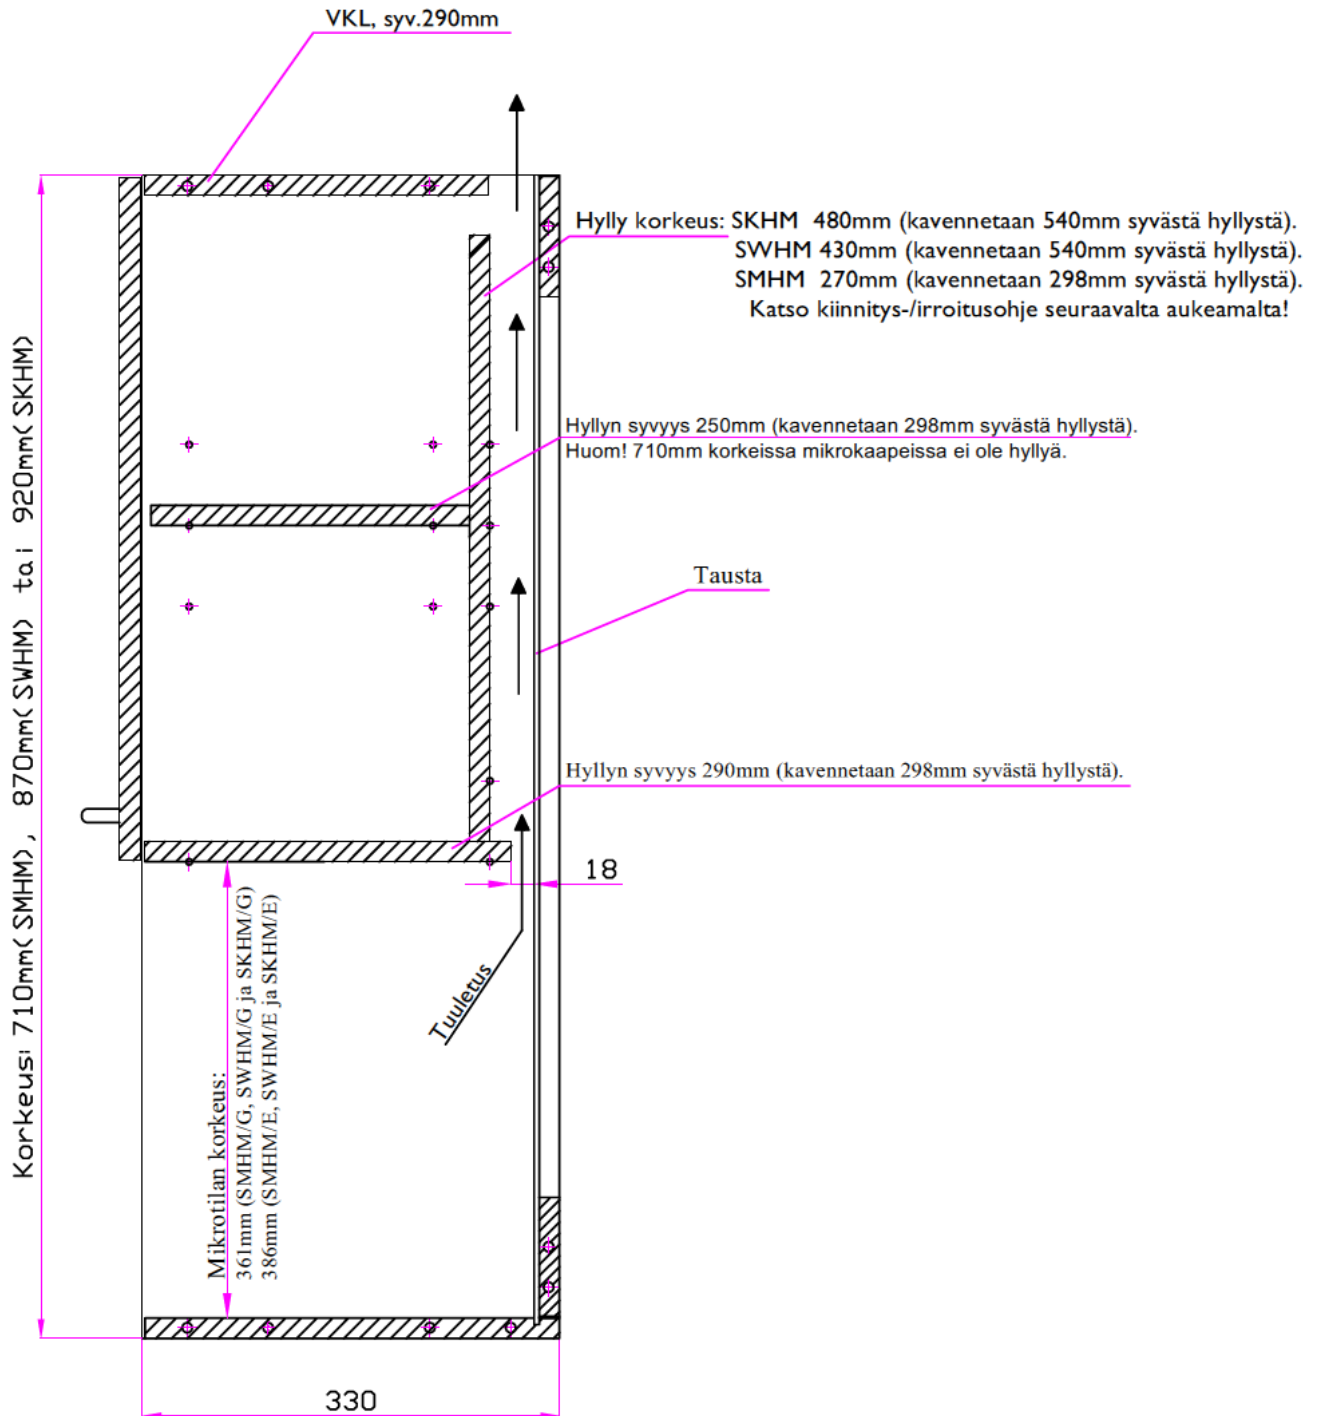 VKL, syv.290mm
Hylly korkeus: SKHM 480mm (kavennetaan 540mm syvästä hyllystä).
SWHM 430mm (kavennetaan 540mm syvästä hyllystä).
SMHM 270mm (kavennetaan 298mm syvästä hyllystä).
Katso kiinnitys-/irroitusohje seuraavalta aukeamalta!
Hyllyn syvyys 250mm (kavennetaan 298mm syvästä hyllystä).
Huom! 710mm korkeissa mikrokaapeissa ei ole hyllyä.
Tausta
Hyllyn syvyys 290mm (kavennetaan 298mm syvästä hyllystä).
18
Tuuletus
Korkeus: 710mm(SMHM), 870mm(SWHM) tai 920mm(SKHM)
Mikrotilan korkeus:
361mm (SMHM/G, SWHM/G ja SKHM/G)
386mm (SMHM/E, SWHM/E ja SKHM/E)
330